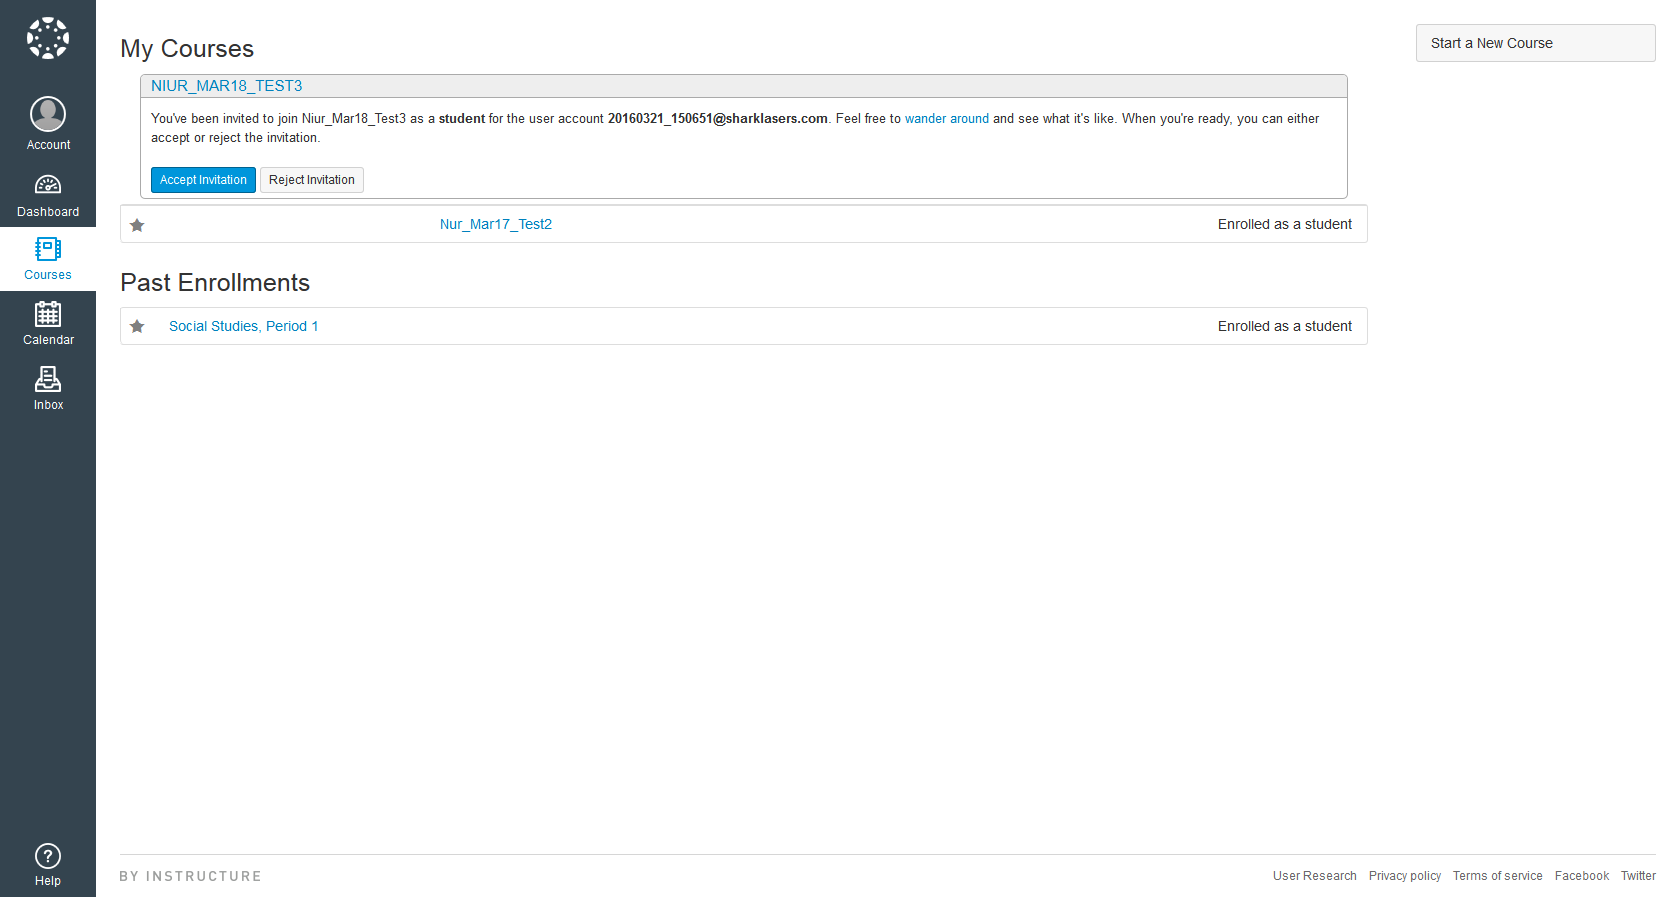 Account
Dashboard
Courses
Calendar
Inbox
Help
My Courses
Start a New Course
NIUR_MAR18_TEST3
You've been invited to join Niur_Mar18_Test3 as a student for the user account 20160321_150651@sharklasers.com. Feel free to wander around and see what it's like. When you're ready, you can either
accept or reject the invitation.
Accept Invitation Reject Invitation
Nur_Mar17_Test2 Enrolled as a student
Past Enrollments
Social Studies, Period 1 Enrolled as a student
BY INSTRUCTURE
User Research Privacy policy Terms of service Facebook Twitter